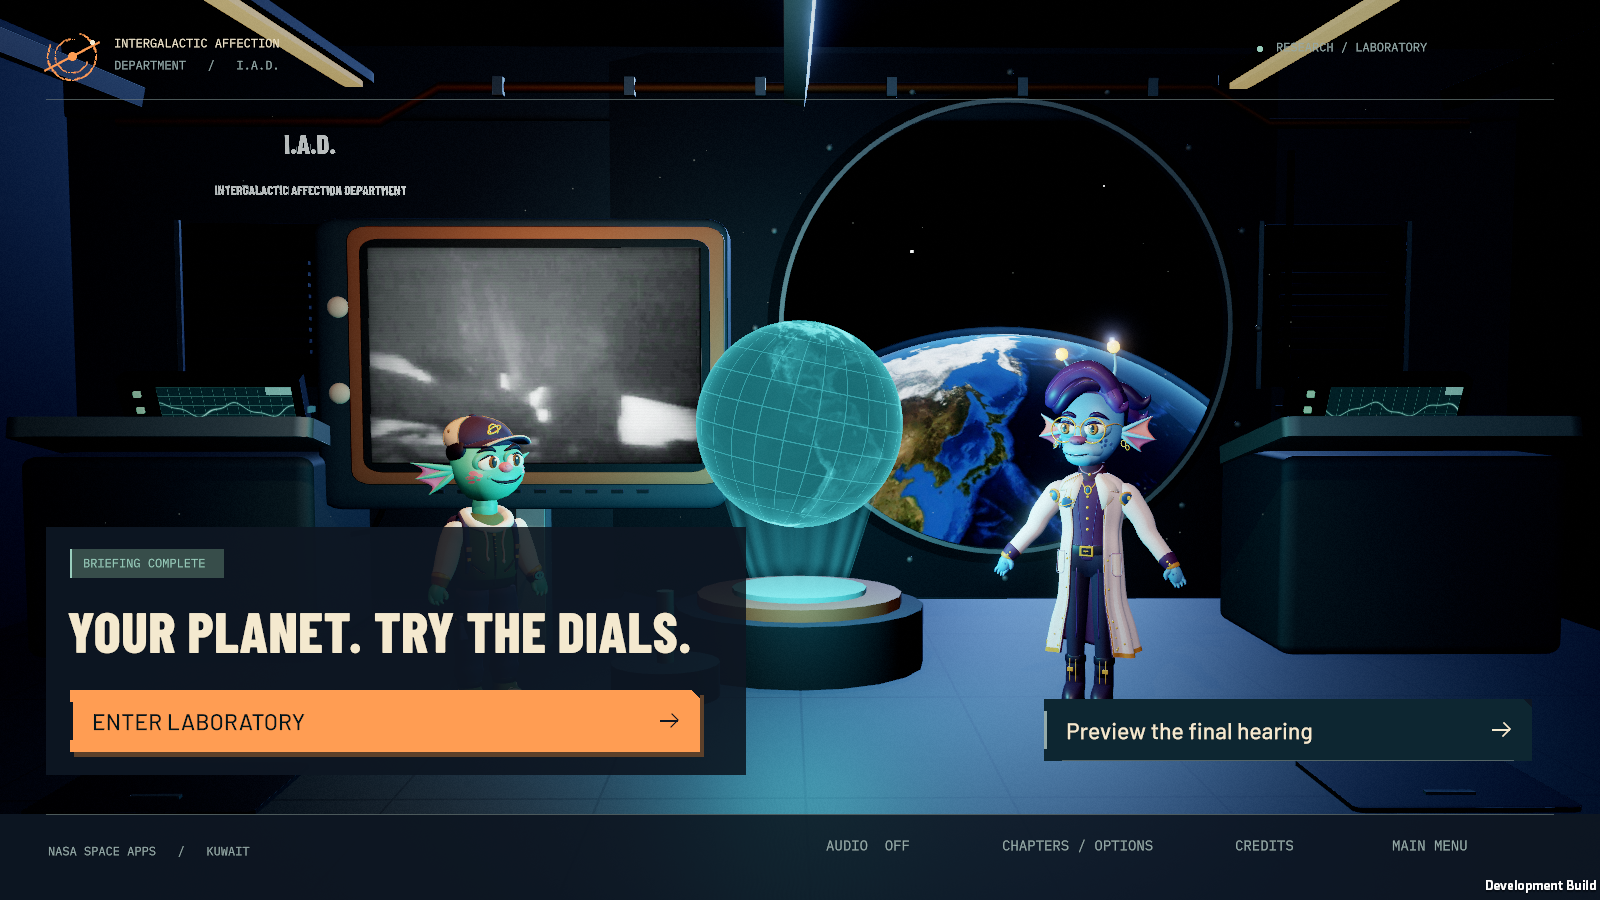 INTERGALACTIC AFFECTION
DEPARTMENT / I.A.D.
RESEARCH / LABORATORY
I.A.D.
INTERGALACTIC AFFECTION DEPARTMENT
BRIEFING COMPLETE
YOUR PLANET. TRY THE DIALS.
ENTER LABORATORY →
Preview the final hearing →
NASA SPACE APPS / KUWAIT
AUDIO OFF
CHAPTERS / OPTIONS
CREDITS
MAIN MENU
Development Build